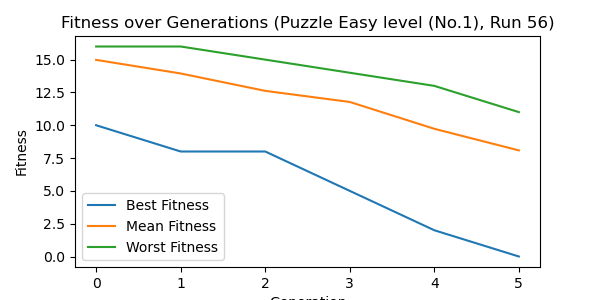 Fitness over Generations (Puzzle Easy level (No.1), Run 56)
Fitness
15.0
12.5
10.0
7.5
5.0
2.5
0.0
Best Fitness
Mean Fitness
Worst Fitness
0 1 2 3 4 5
Generation